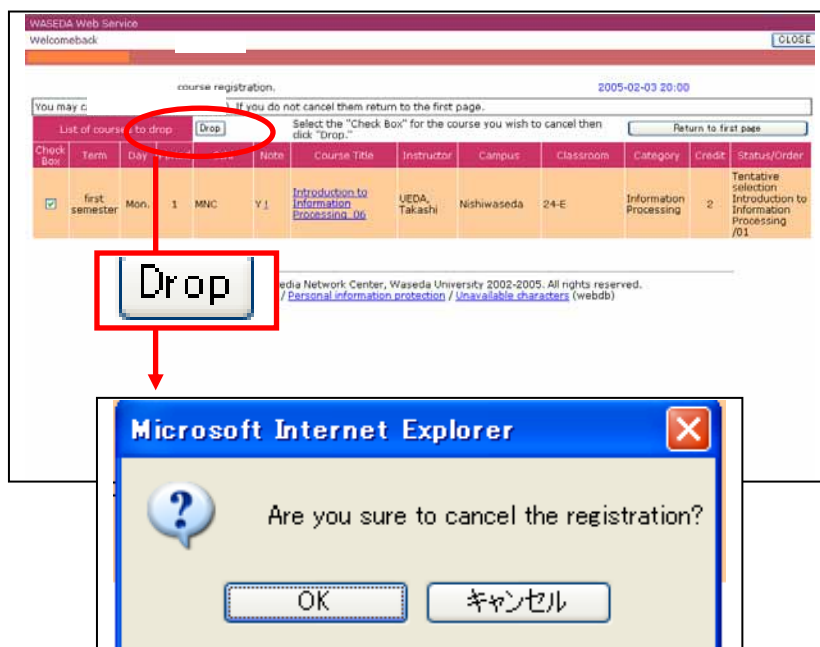 WASEDA Web Service
Welcomeback
CLOSE
course registration.
2005-02-03 20:00
You may c ). If you do not cancel them return to the first page.
List of courses to drop
Drop
Select the "Check Box" for the course you wish to cancel then click "Drop."
Return to first page
Check Box Term Day Note Course Title Instructor Campus Classroom Category Credit Status/Order
first semester Mon. 1 MNC Y ! Introduction to Information Processing 06 UEDA, Takashi Nishiwaseda 24-E Information Processing 2 Tentative selection Introduction to Information Processing /01
Drop
edia Network Center, Waseda University 2002-2005. All rights reserved.
/ Personal information protection / Unavailable characters (webdb)
Microsoft Internet Explorer
Are you sure to cancel the registration?
OK
キャンセル